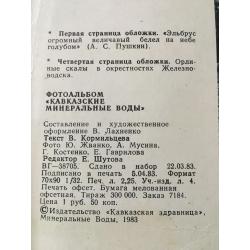 * Первая страница обложки. «Эльбрус
огромный величавый белел на небе
голубом» (А. С. Пушкин).
* Четвертая страница обложки. Орли-
ные скалы в окрестностях Железно-
водска.
ФОТОАЛЬБОМ
«КАВКАЗСКИЕ
МИНЕРАЛЬНЫЕ ВОДЫ»
Составление и художественное
оформление В. Лахненко
Текст В. Кормильцева
Фото Ю. Жванко, А. Мусина,
Г. Костенко, Е. Гаврилова
Редактор Е. Шутова
ВГ—38705. Сдано в набор 22.03.83.
Подписано в печать 5.04.83. Формат
70х90 1/32. Печ. л. 2,25. Уч. изд. л. 4.
Печать офсет. Бумага мелованная
офсетная. Тираж 300 000. Заказ 7184.
Цена 1 руб. 50 коп.
©Издательство «Кавказская здравница»,
Минеральные Воды, 1983